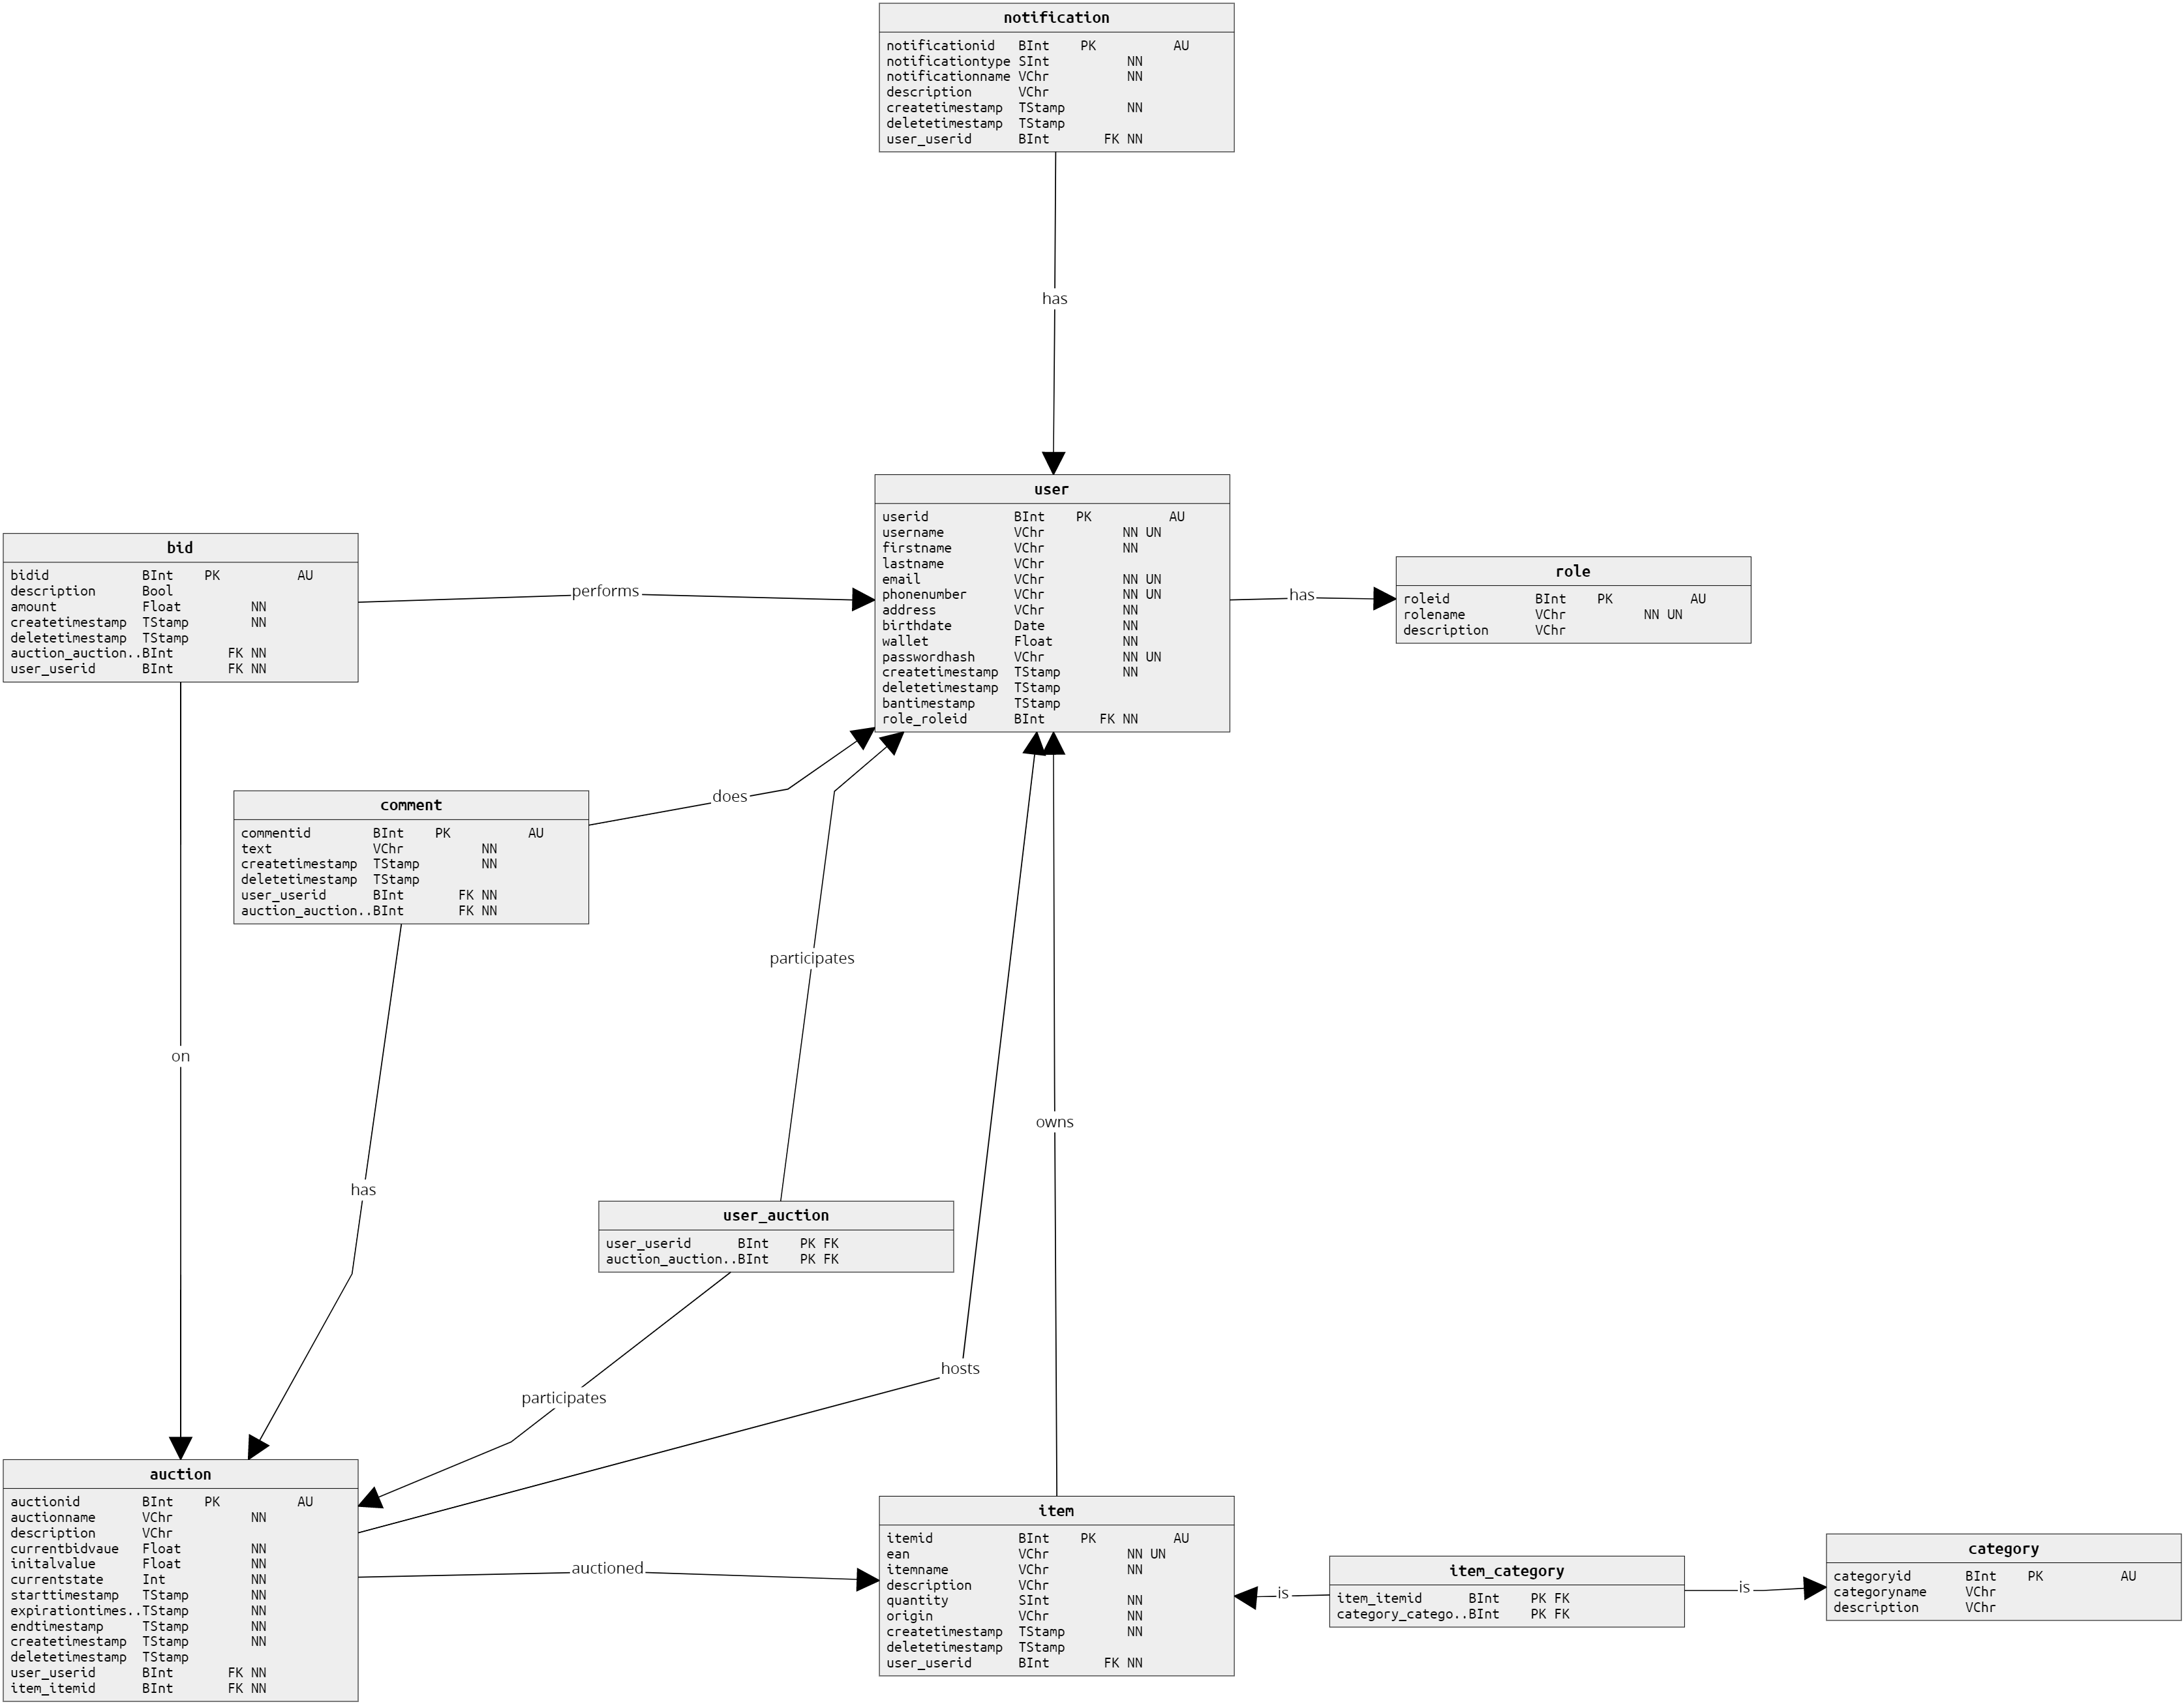 notification
notificationid BInt PK AU
notificationtype SInt NN
notificationname VChr NN
description VChr
createtimestamp TStamp NN
deletetimestamp TStamp
user_userid BInt FK NN
has
user
userid BInt PK AU
username VChr NN UN
firstname VChr NN
lastname VChr
email VChr NN UN
phonenumber VChr NN UN
address VChr NN
birthdate Date NN
wallet Float NN
passwordhash VChr NN UN
createtimestamp TStamp NN
deletetimestamp TStamp
bantimestamp TStamp
role_roleid BInt FK NN
bid
bidid BInt PK AU
description Bool
amount Float NN
createtimestamp TStamp NN
deletetimestamp TStamp
auction_auction..BInt FK NN
user_userid BInt FK NN
performs
has
role
roleid BInt PK AU
rolename VChr NN UN
description VChr
does
comment
commentid BInt PK AU
text VChr NN
createtimestamp TStamp NN
deletetimestamp TStamp
user_userid BInt FK NN
auction_auction..BInt FK NN
participates
on
owns
has
user_auction
user_userid BInt PK FK
auction_auction..BInt PK FK
hosts
participates
auction
auctionid BInt PK AU
auctionname VChr NN
description VChr
currentbidvaue Float NN
initalvalue Float NN
currentstate Int NN
starttimestamp TStamp NN
expirationtimes..TStamp NN
endtimestamp TStamp NN
createtimestamp TStamp NN
deletetimestamp TStamp
user_userid BInt FK NN
item_itemid BInt FK NN
auctioned
item
itemid BInt PK AU
ean VChr NN UN
itemname VChr NN
description VChr
quantity SInt NN
origin VChr NN
createtimestamp TStamp NN
deletetimestamp TStamp
user_userid BInt FK NN
is
item_category
item_itemid BInt PK FK
category_catego..BInt PK FK
is
category
categoryid BInt PK AU
categoryname VChr
description VChr